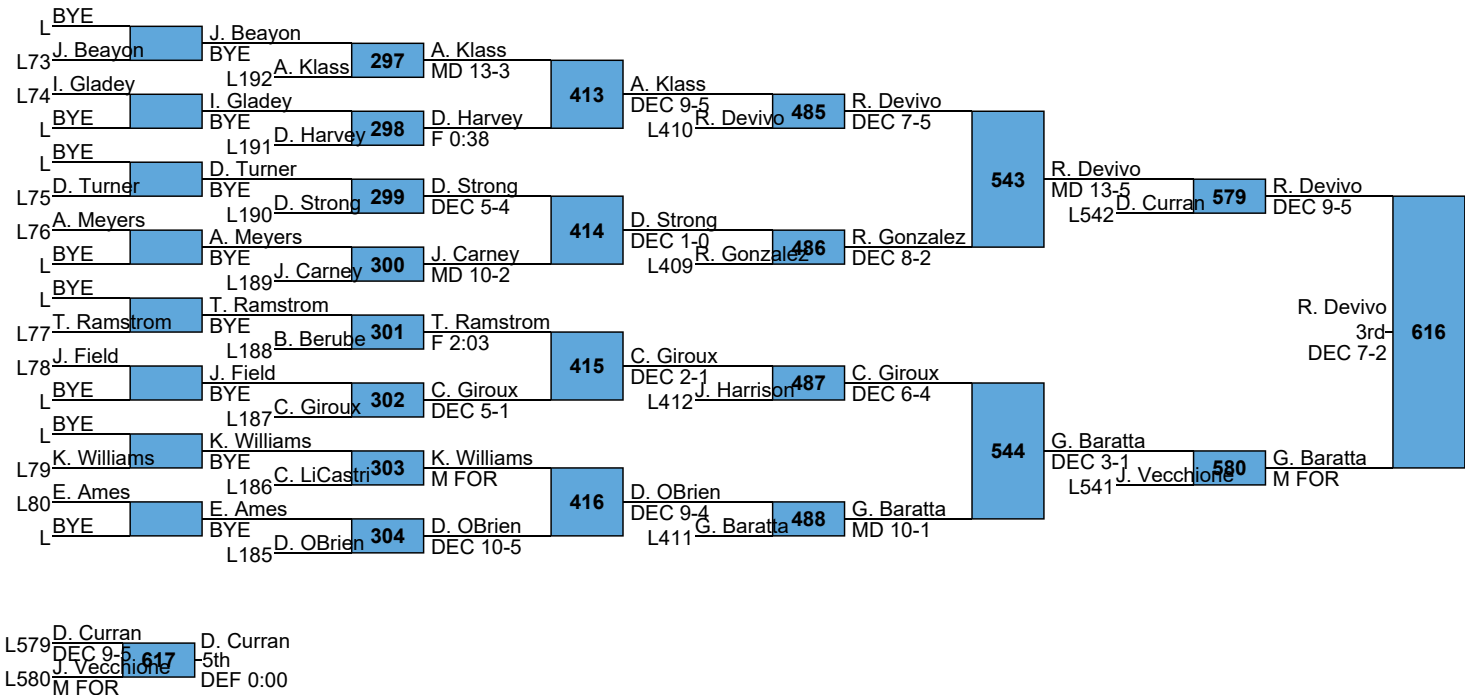 BYE
L
J. Beayon
L73
J. Beayon
BYE
I. Gladey
L74
BYE
L
I. Gladey
BYE
BYE
L
D. Turner
L75
D. Turner
BYE
A. Meyers
L76
BYE
L
A. Meyers
BYE
BYE
L
T. Ramstrom
L77
T. Ramstrom
BYE
J. Field
L78
BYE
L
J. Field
BYE
BYE
L
K. Williams
L79
K. Williams
BYE
E. Ames
L80
BYE
L
E. Ames
BYE
L192 A. Klass
297
A. Klass
MD 13-3
L191 D. Harvey
298
D. Harvey
F 0:38
L190 D. Strong
299
D. Strong
DEC 5-4
L189 J. Carney
300
J. Carney
MD 10-2
L188 B. Berube
301
T. Ramstrom
F 2:03
L187 C. Giroux
302
C. Giroux
DEC 5-1
L186 C. LiCastri
303
K. Williams
M FOR
L185 D. OBrien
304
D. OBrien
DEC 10-5
413
A. Klass
DEC 9-5
L410 R. Devivo
485
R. Devivo
DEC 7-5
414
D. Strong
DEC 1-0
L409 R. Gonzalez
486
R. Gonzalez
DEC 8-2
415
C. Giroux
DEC 2-1
L412 J. Harrison
487
C. Giroux
DEC 6-4
416
D. OBrien
DEC 9-4
L411 G. Baratta
488
G. Baratta
MD 10-1
543
R. Devivo
MD 13-5
L542 D. Curran
579
R. Devivo
DEC 9-5
544
G. Baratta
DEC 3-1
L541 J. Vecchione
580
G. Baratta
M FOR
R. Devivo
3rd
DEC 7-2
616
L579 D. Curran
DEC 9-5
L580 J. Vecchione
M FOR
617
D. Curran
5th
DEF 0:00